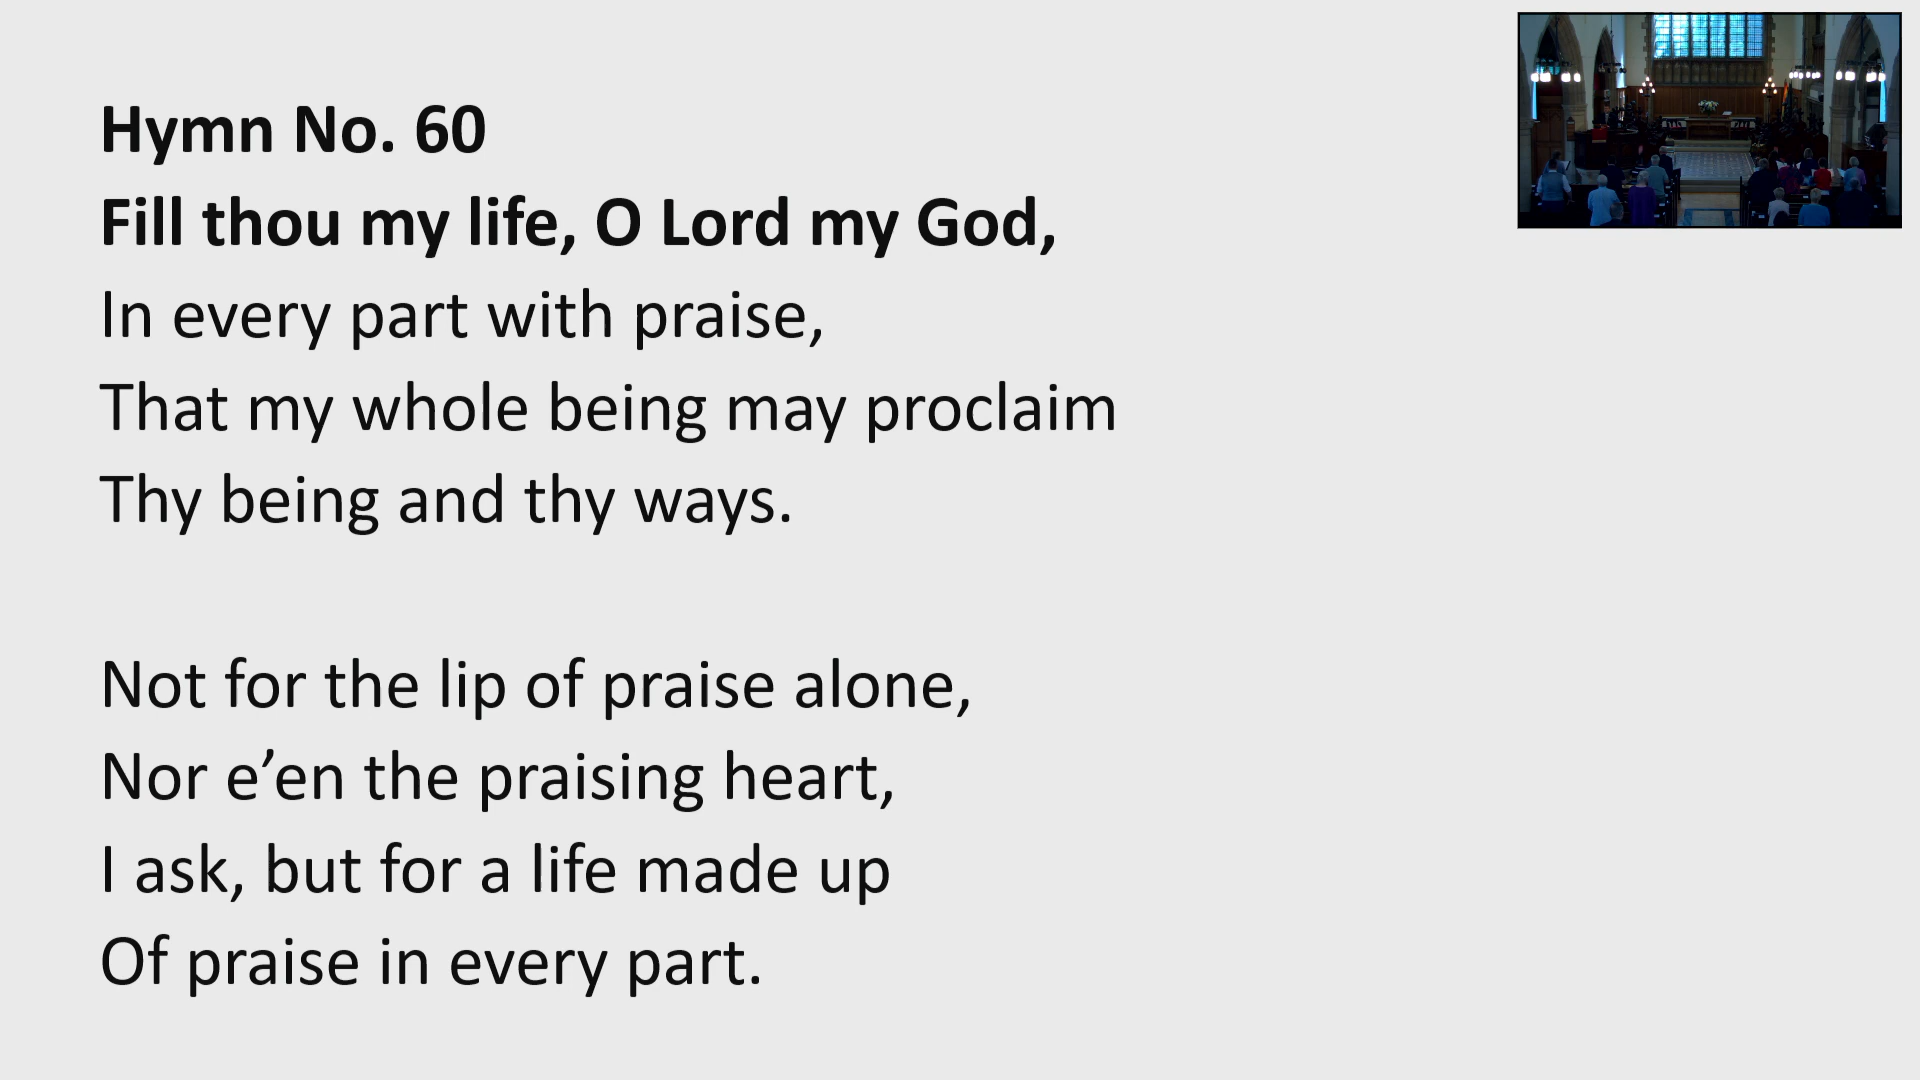 Hymn No. 60
Fill thou my life, O Lord my God,
In every part with praise,
That my whole being may proclaim
Thy being and thy ways.
Not for the lip of praise alone,
Nor e’en the praising heart,
I ask, but for a life made up
Of praise in every part.